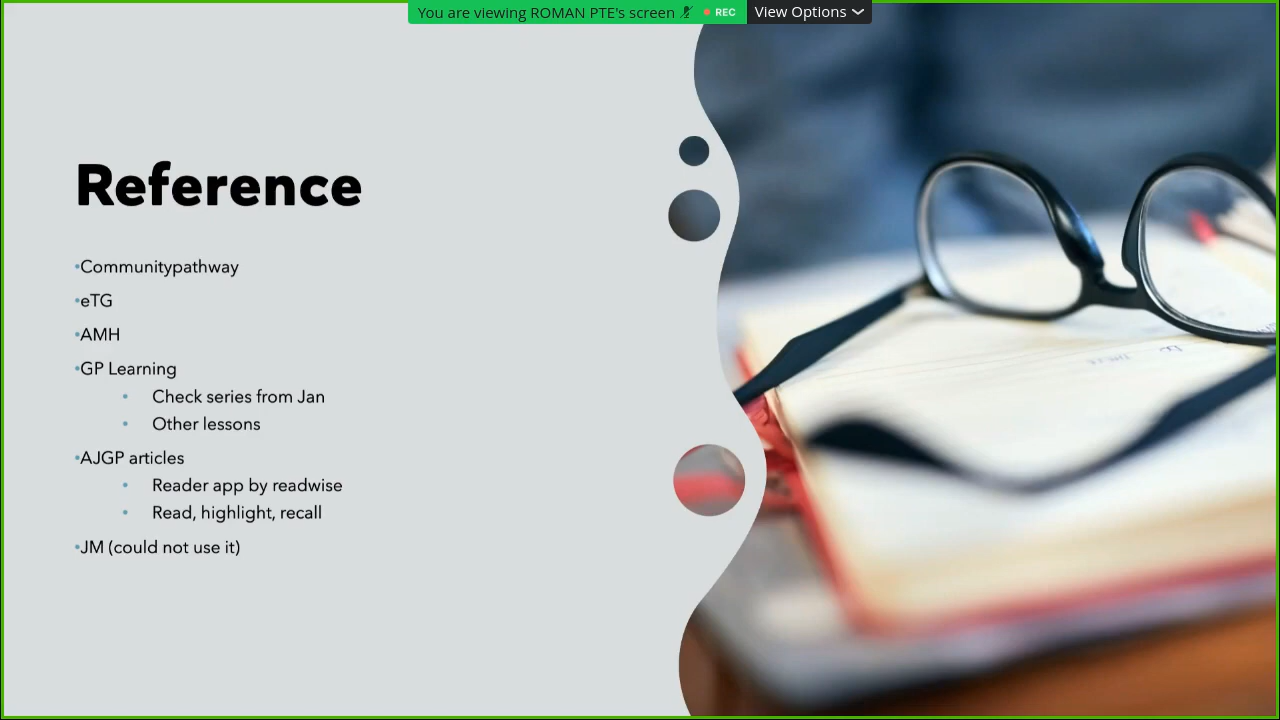 You are viewing ROMAN PTE's screen REC View Options
Reference
•Communitypathway
•eTG
•AMH
•GP Learning
• Check series from Jan
• Other lessons
•AJGP articles
• Reader app by readwise
• Read, highlight, recall
•JM (could not use it)